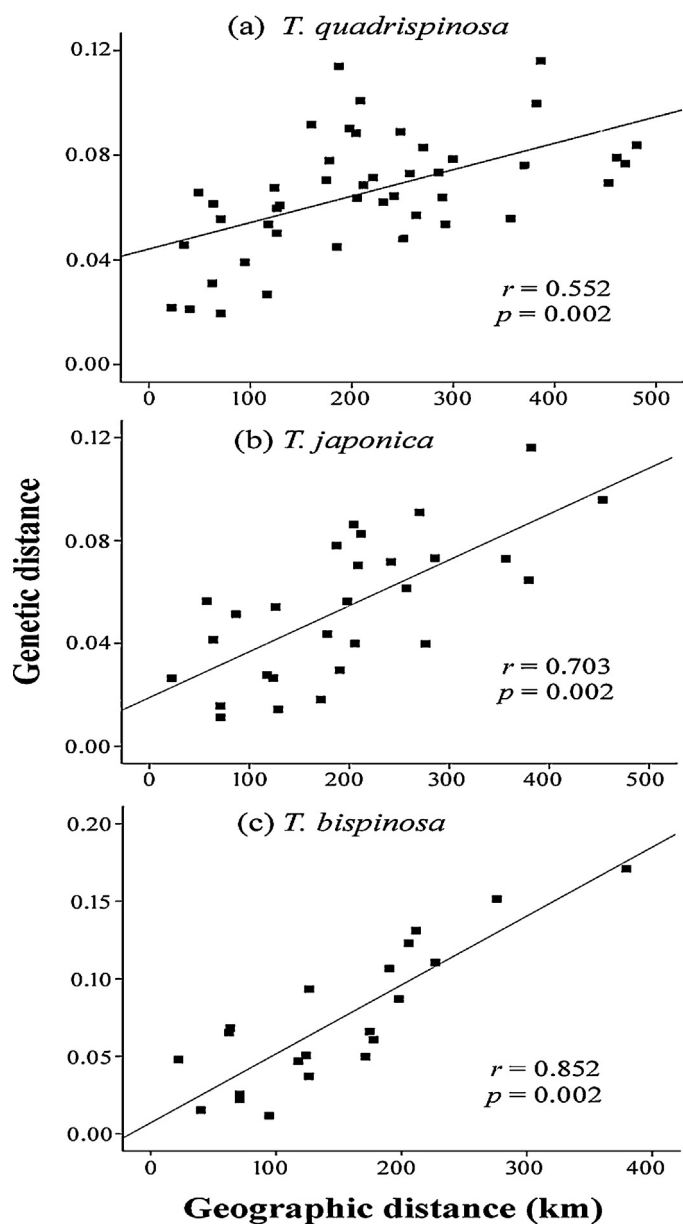 (a) T. quadrispinosa
0.12
0.08
0.04
0.00
r = 0.552
p = 0.002
0 100 200 300 400 500
(b) T. japonica
0.12
0.08
0.04
0.00
r = 0.703
p = 0.002
0 100 200 300 400 500
Genetic distance
(c) T. bispinosa
0.20
0.15
0.10
0.05
0.00
r = 0.852
p = 0.002
0 100 200 300 400
Geographic distance (km)